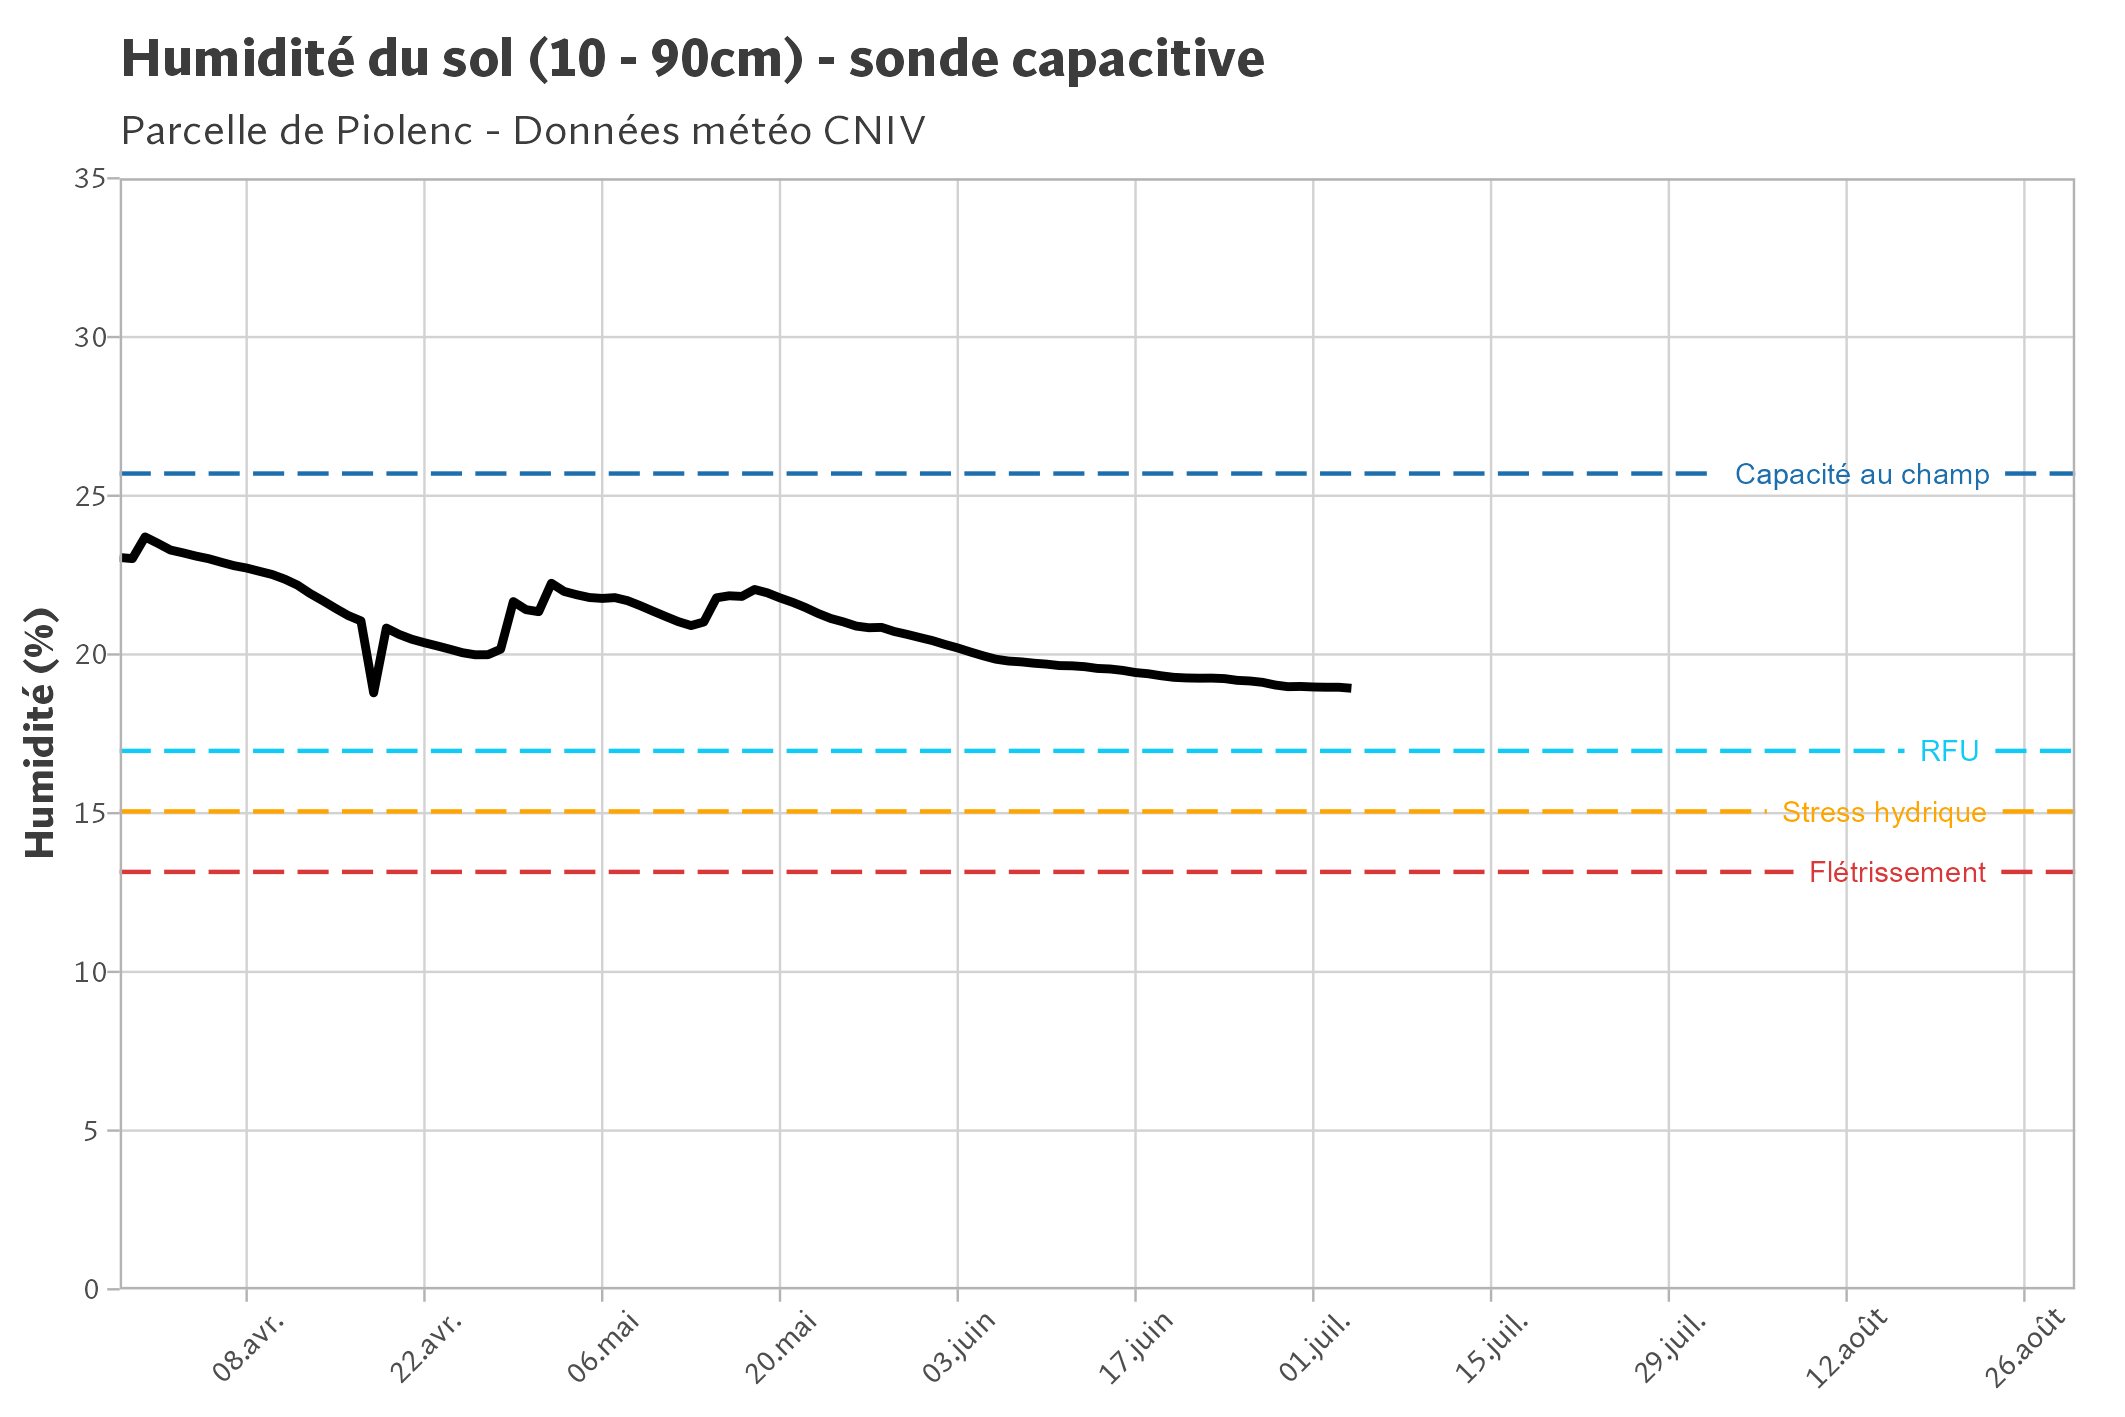 Humidité du sol (10 - 90cm) - sonde capacitive
Parcelle de Piolenc - Données météo CNIV
Humidité (%)
35
30
25
20
15
10
5
0
Capacité au champ
RFU
Stress hydrique
Flétrissement
08.avr.
22.avr.
06.mai
20.mai
03.juin
17.juin
01.juil.
15.juil.
29.juil.
12.août
26.août